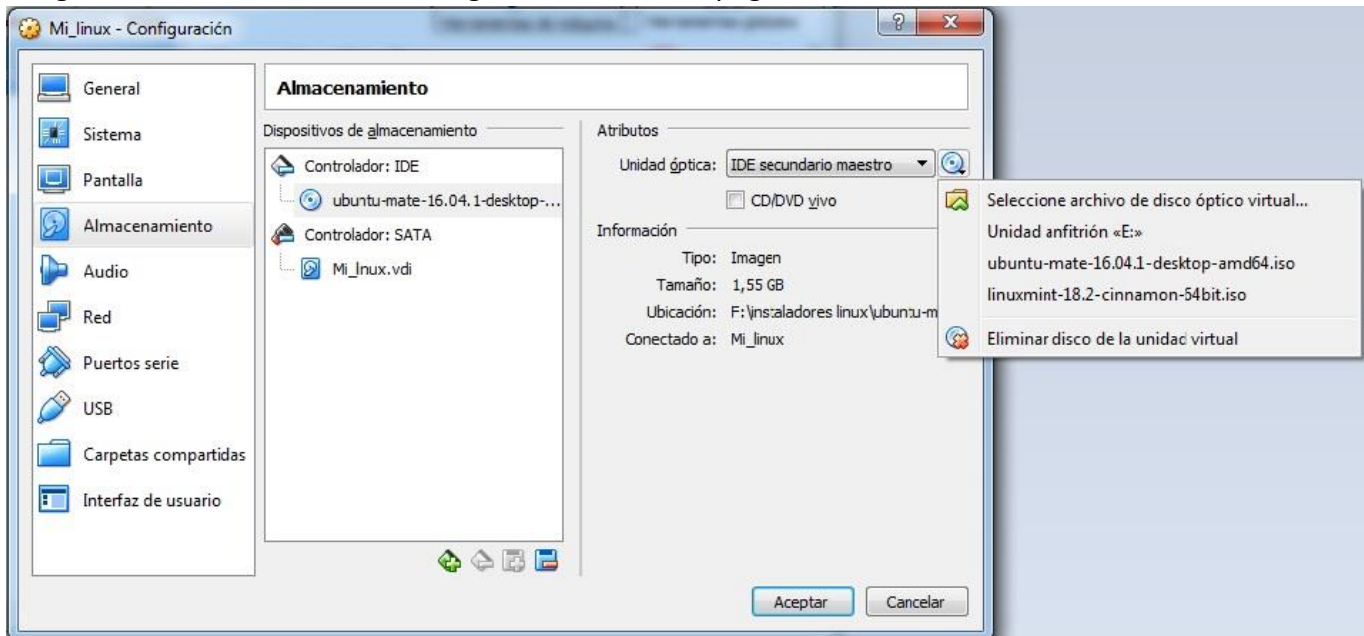 Mi_linux - Configuración
General
Sistema
Pantalla
Almacenamiento
Audio
Red
Puertos serie
USB
Carpetas compartidas
Interfaz de usuario
Almacenamiento
Dispositivos de almacenamiento
Controlador: IDE
ubuntu-mate-16.04.1-desktop-...
Controlador: SATA
Mi_lnux.vdi
Atributos
Unidad óptica: IDE secundario maestro
CD/DVD vivo
Información
Tipo: Imagen
Tamaño: 1,55 GB
Ubicación: F:\instaladores linux\ubuntu-m
Conectado a: Mi_linux
Seleccione archivo de disco óptico virtual...
Unidad anfitrión «E:»
ubuntu-mate-16.04.1-desktop-amd64.iso
linuxmint-18.2-cinnamon-64bit.iso
Eliminar disco de la unidad virtual
Aceptar Cancelar